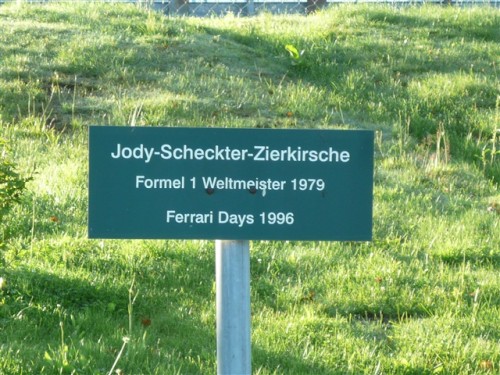 Jody-Scheckter-Zierkirsche
Formel 1 Weltmeister 1979
Ferrari Days 1996